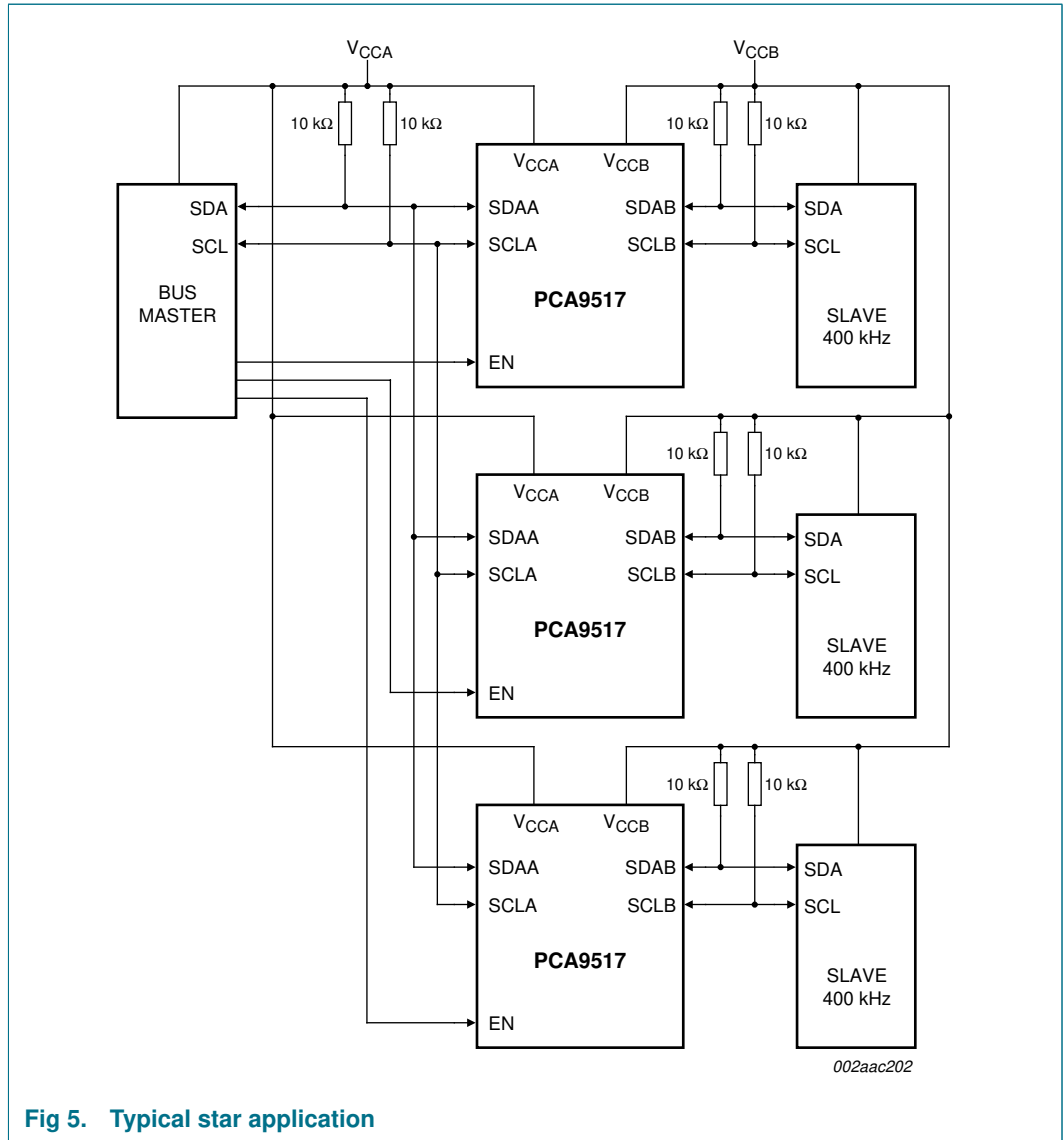 VCCA
VCCB
10 kΩ
10 kΩ
10 kΩ
10 kΩ
VCCA
VCCB
SDA
SCL
BUS
MASTER
SDAA
SCLA
SDAB
SCLB
PCA9517
EN
SDA
SCL
SLAVE
400 kHz
10 kΩ
10 kΩ
VCCA
VCCB
SDAA
SCLA
SDAB
SCLB
PCA9517
EN
SDA
SCL
SLAVE
400 kHz
10 kΩ
10 kΩ
VCCA
VCCB
SDAA
SCLA
SDAB
SCLB
PCA9517
EN
SDA
SCL
SLAVE
400 kHz
002aac202
Fig 5. Typical star application